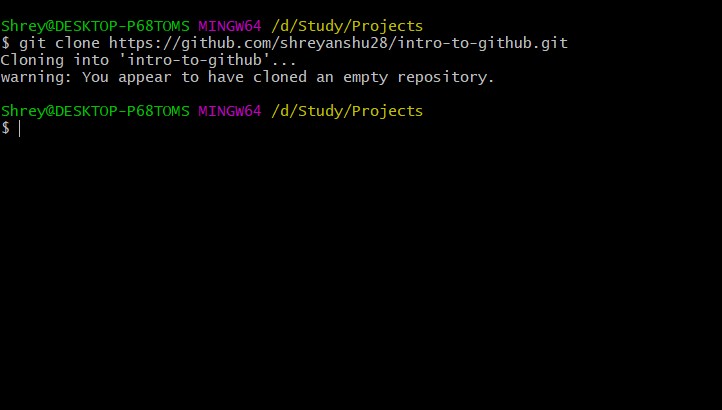 Shrey@DESKTOP-P68TOMS MINGW64 /d/Study/Projects
$ git clone https://github.com/shreyanshu28/intro-to-github.git
Cloning into 'intro-to-github'...
warning: You appear to have cloned an empty repository.
Shrey@DESKTOP-P68TOMS MINGW64 /d/Study/Projects
$